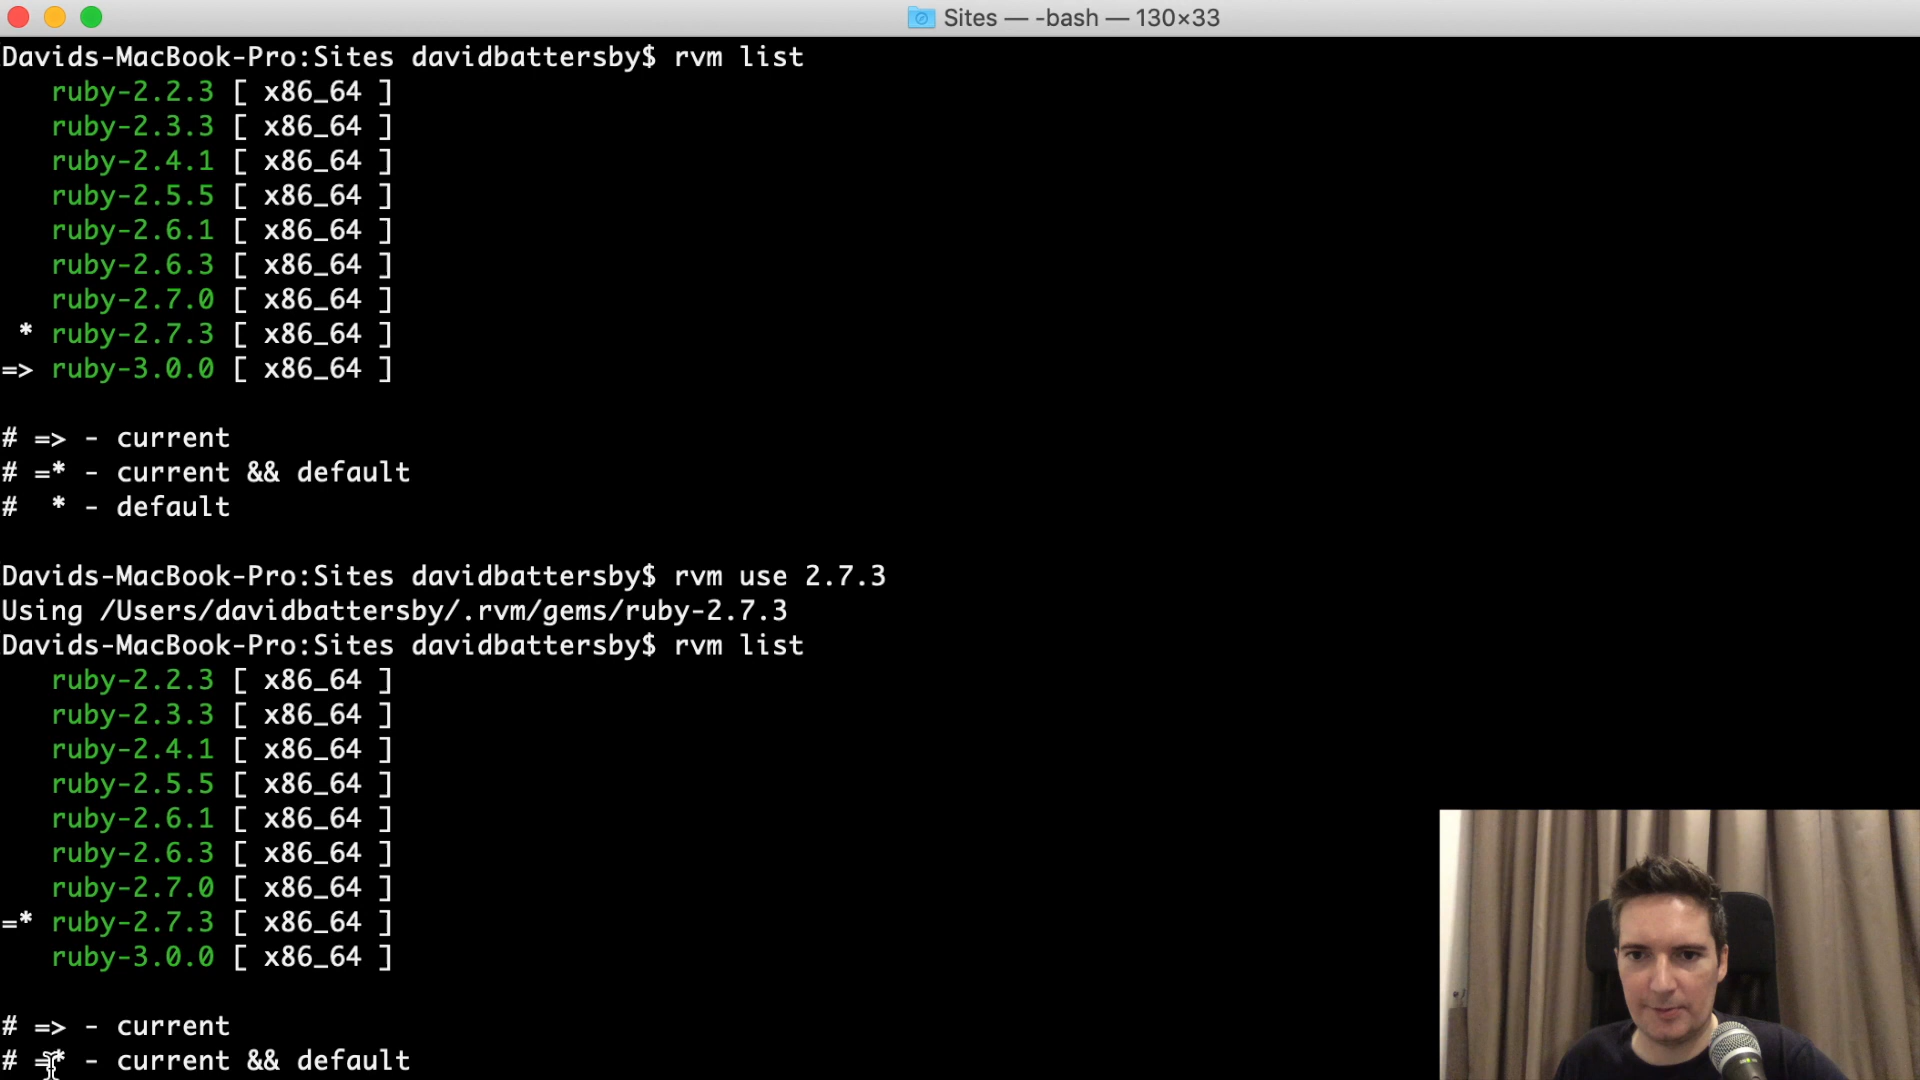 Sites — -bash — 130×33
Davids-MacBook-Pro:Sites davidbattersby$ rvm list
ruby-2.2.3 [ x86_64 ]
ruby-2.3.3 [ x86_64 ]
ruby-2.4.1 [ x86_64 ]
ruby-2.5.5 [ x86_64 ]
ruby-2.6.1 [ x86_64 ]
ruby-2.6.3 [ x86_64 ]
ruby-2.7.0 [ x86_64 ]
* ruby-2.7.3 [ x86_64 ]
=> ruby-3.0.0 [ x86_64 ]
# => - current
# =* - current && default
#  * - default
Davids-MacBook-Pro:Sites davidbattersby$ rvm use 2.7.3
Using /Users/davidbattersby/.rvm/gems/ruby-2.7.3
Davids-MacBook-Pro:Sites davidbattersby$ rvm list
ruby-2.2.3 [ x86_64 ]
ruby-2.3.3 [ x86_64 ]
ruby-2.4.1 [ x86_64 ]
ruby-2.5.5 [ x86_64 ]
ruby-2.6.1 [ x86_64 ]
ruby-2.6.3 [ x86_64 ]
ruby-2.7.0 [ x86_64 ]
=* ruby-2.7.3 [ x86_64 ]
ruby-3.0.0 [ x86_64 ]
# => - current
# =* - current && default